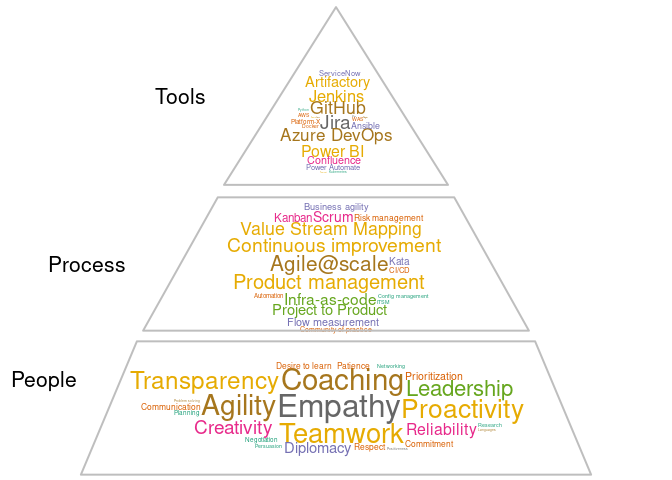 Tools
ServiceNow
Artifactory
Jenkins
Python
GitHub
AWS
Platform-X Jira
Docker Ansible
Azure DevOps
Power BI
Confluence
Power Automate
Kubernetes
Process
Business agility
Kanban Scrum Risk management
Value Stream Mapping
Continuous improvement
Agile@scale Kata
CI/CD
Product management
Automation Infra-as-code Config management
ITSM
Project to Product
Flow measurement
Community of practice
People
Desire to learn Patience Networking
Transparency Coaching Prioritization
Leadership
Problem solving
Communication Agility Empathy Proactivity
Planning
Creativity Teamwork Reliability Research
Languages
Negotiation
Persuasion Diplomacy Respect Commitment